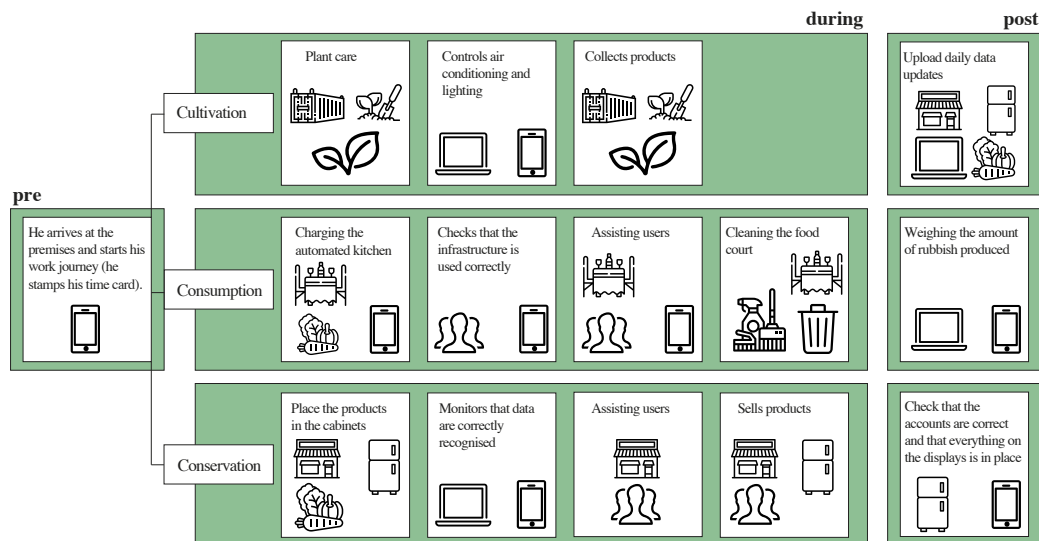 during
post
Plant care
Controls air
conditioning and
lighting
Collects products
Upload daily data
updates
Cultivation
pre
He arrives at the
premises and starts his
work journey (he
stamps his time card).
Charging the
automated kitchen
Checks that the
infrastructure is
used correctly
Assisting users
Cleaning the food
court
Weighing the
amount of rubbish
produced
Consumption
Place the products
in the cabinets
Monitors that data
are correctly
recognised
Assisting users
Sells products
Check that the
accounts are correct
and that everything on
the displays is in place
Conservation